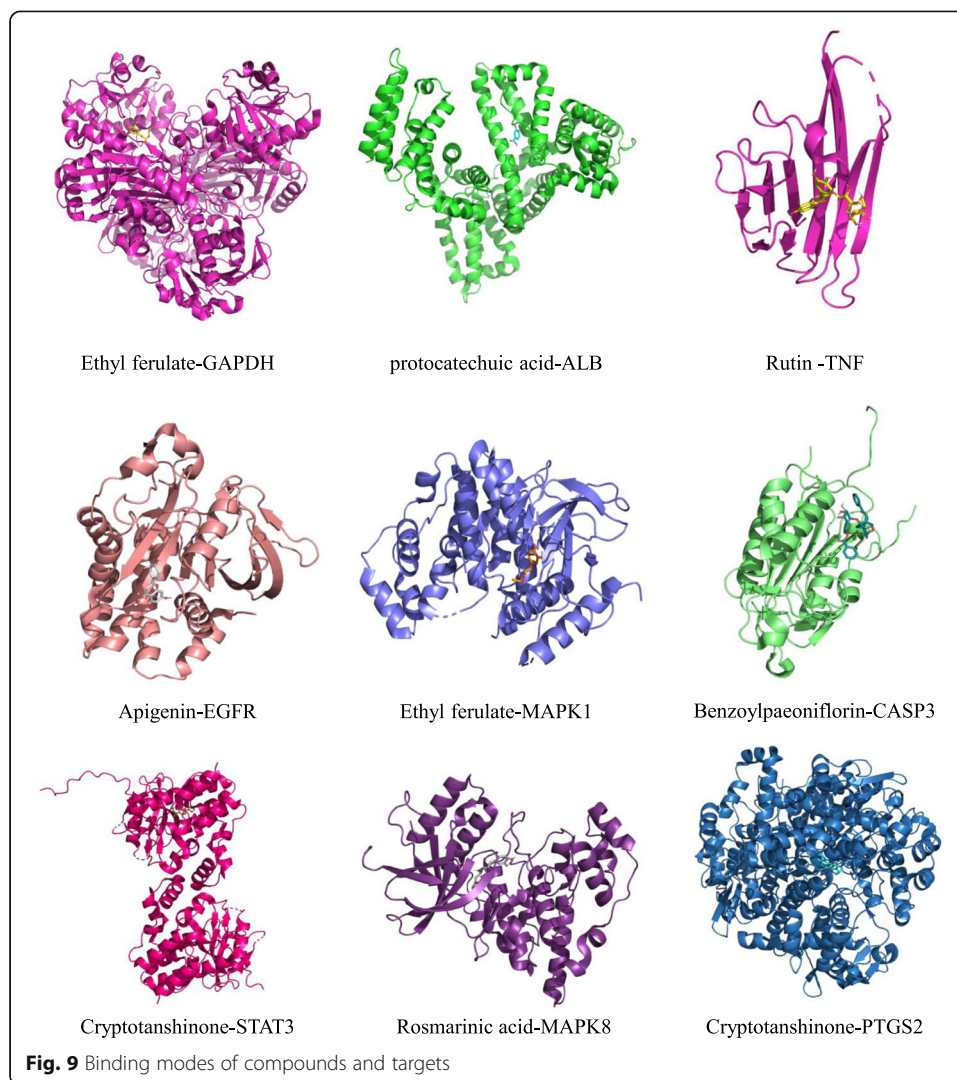 Ethyl ferulate-GAPDH
protocatechuic acid-ALB
Rutin -TNF
Apigenin-EGFR
Ethyl ferulate-MAPK1
Benzoylpaeoniflorin-CASP3
Cryptotanshinone-STAT3
Rosmarinic acid-MAPK8
Cryptotanshinone-PTGS2
Fig. 9 Binding modes of compounds and targets